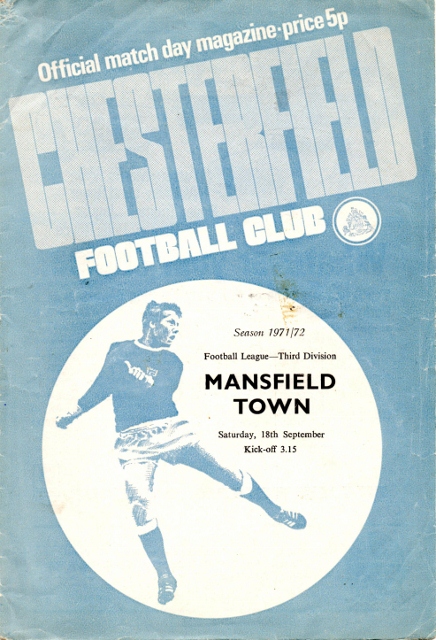 Official match day magazine·price 5p
CHESTERFIELD
FOOTBALL CLUB
Season 1971/72
Football League—Third Division
MANSFIELD
TOWN
Saturday, 18th September
Kick-off 3.15